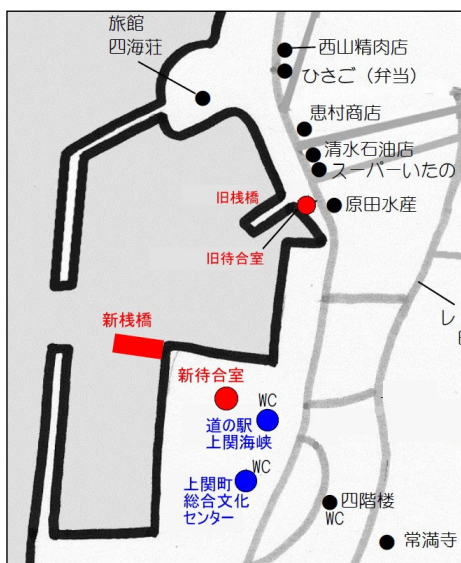 旅館
四海荘
西山精肉店
ひさご（弁当）
恵村商店
清水石油店
スーパーいたの
旧桟橋
原田水産
旧待合室
レ
新桟橋
新待合室
WC
道の駅
上関海峡
WC
上関町
総合文化
センター
四階楼
WC
常満寺